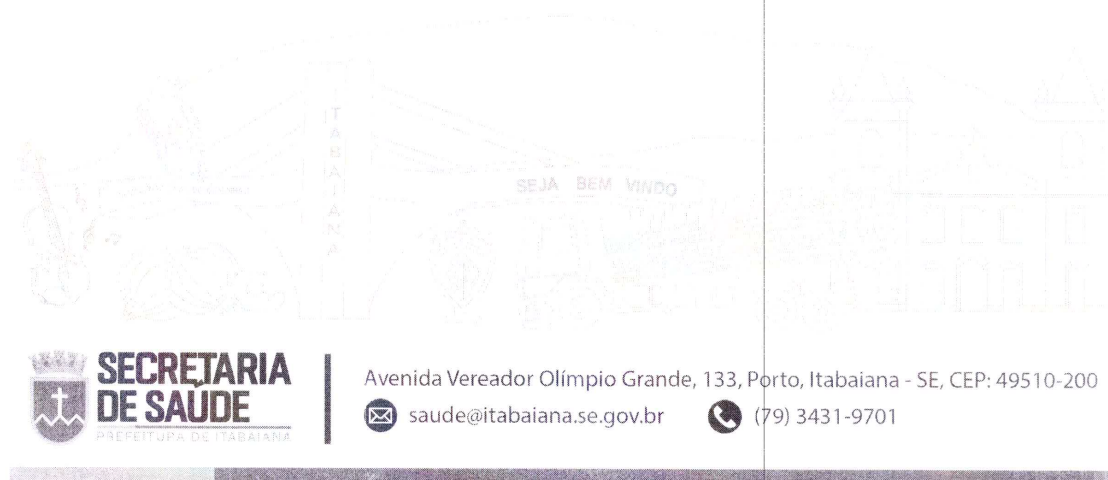 ITABAIANA
SEJA BEM VINDO
SECRETARIA
DE SAÚDE
PREFEITURA DE ITABAIANA
Avenida Vereador Olímpio Grande, 133, Porto, Itabaiana - SE, CEP: 49510-200
saude@itabaiana.se.gov.br
(79) 3431-9701